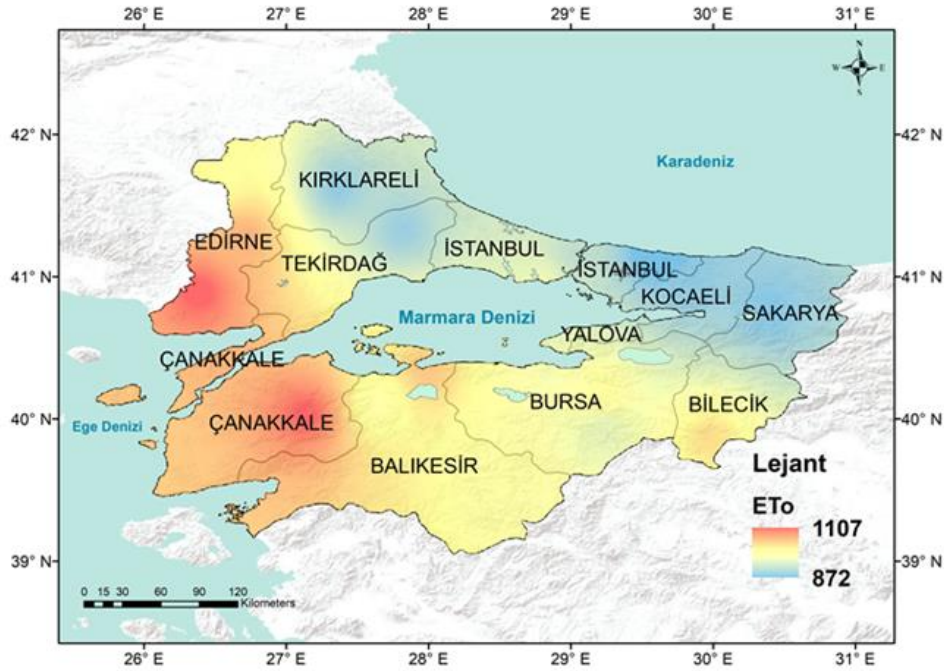 26° E 27° E 28° E 29° E 30° E 31° E
N
W E
S
42° N 42° N
Karadeniz
KIRKLARELİ
EDİRNE
TEKİRDAĞ
İSTANBUL
İSTANBUL
41° N 41° N
KOCAELİ
SAKARYA
Marmara Denizi
YALOVA
ÇANAKKALE
ÇANAKKALE
BURSA
BİLECİK
40° N 40° N
Ege Denizi
BALIKESİR
Lejant
ETo
1107
872
39° N 39° N
0 15 30 60 90 120
Kilometers
26° E 27° E 28° E 29° E 30° E 31° E